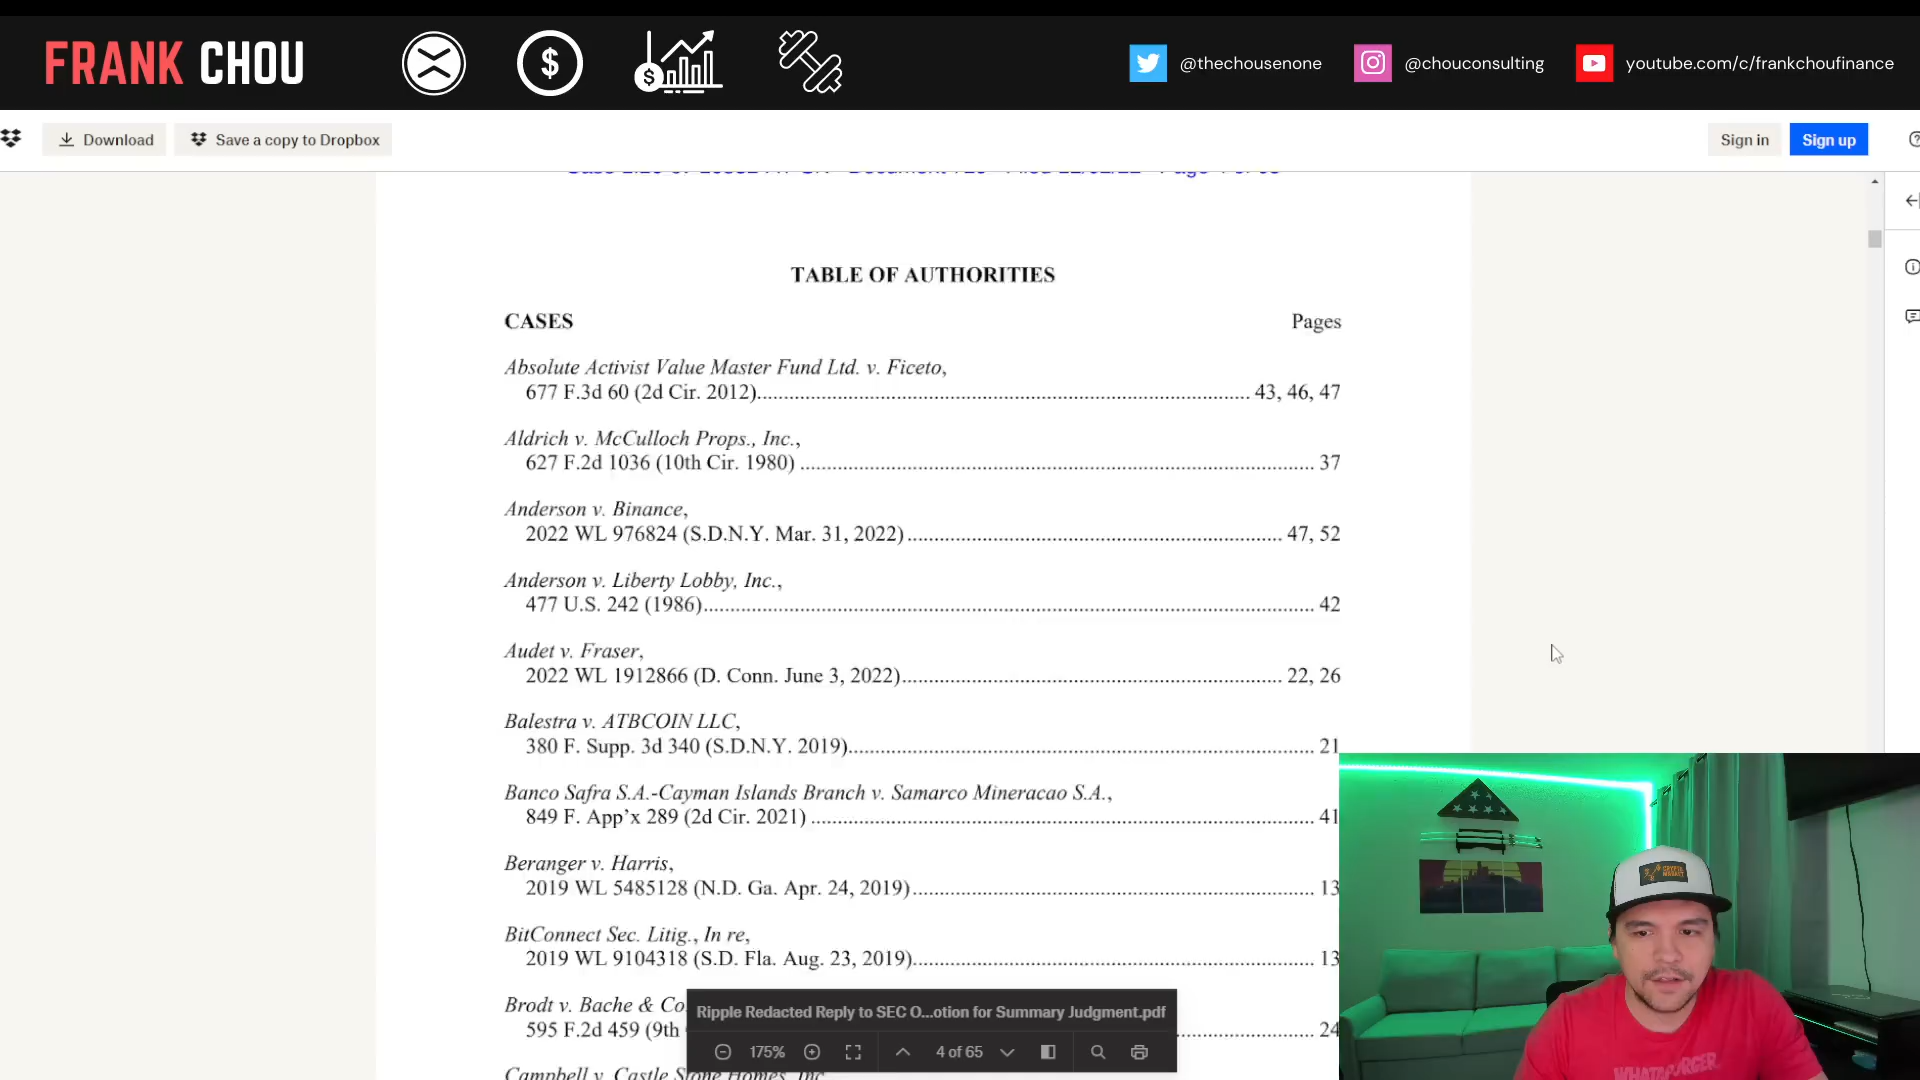 FRANK CHOU
@thechousenone
@chouconsulting
youtube.com/c/frankchoufinance
Download
Save a copy to Dropbox
Sign in
Sign up
TABLE OF AUTHORITIES
CASES Pages
Absolute Activist Value Master Fund Ltd. v. Ficeto,
677 F.3d 60 (2d Cir. 2012) 43, 46, 47
Aldrich v. McCulloch Props., Inc.,
627 F.2d 1036 (10th Cir. 1980) 37
Anderson v. Binance,
2022 WL 976824 (S.D.N.Y. Mar. 31, 2022) 47, 52
Anderson v. Liberty Lobby, Inc.,
477 U.S. 242 (1986) 42
Audet v. Fraser,
2022 WL 1912866 (D. Conn. June 3, 2022) 22, 26
Balestra v. ATBCOIN LLC,
380 F. Supp. 3d 340 (S.D.N.Y. 2019) 21
Banco Safra S.A.-Cayman Islands Branch v. Samarco Mineracao S.A.,
849 F. App'x 289 (2d Cir. 2021) 41
Beranger v. Harris,
2019 WL 5485128 (N.D. Ga. Apr. 24, 2019) 13
BitConnect Sec. Litig., In re,
2019 WL 9104318 (S.D. Fla. Aug. 23, 2019) 13
Brodt v. Bache & Co
595 F.2d 459 (9th 24
Campbell v. Castle Stone Homes, Inc
Ripple Redacted Reply to SEC O...otion for Summary Judgment.pdf
175%
4 of 65
WHATABURGER